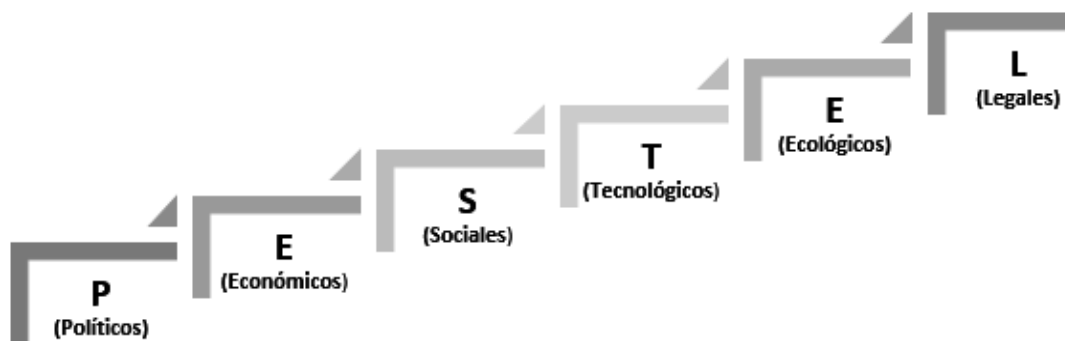 P
(Políticos)
E
(Económicos)
S
(Sociales)
T
(Tecnológicos)
E
(Ecológicos)
L
(Legales)